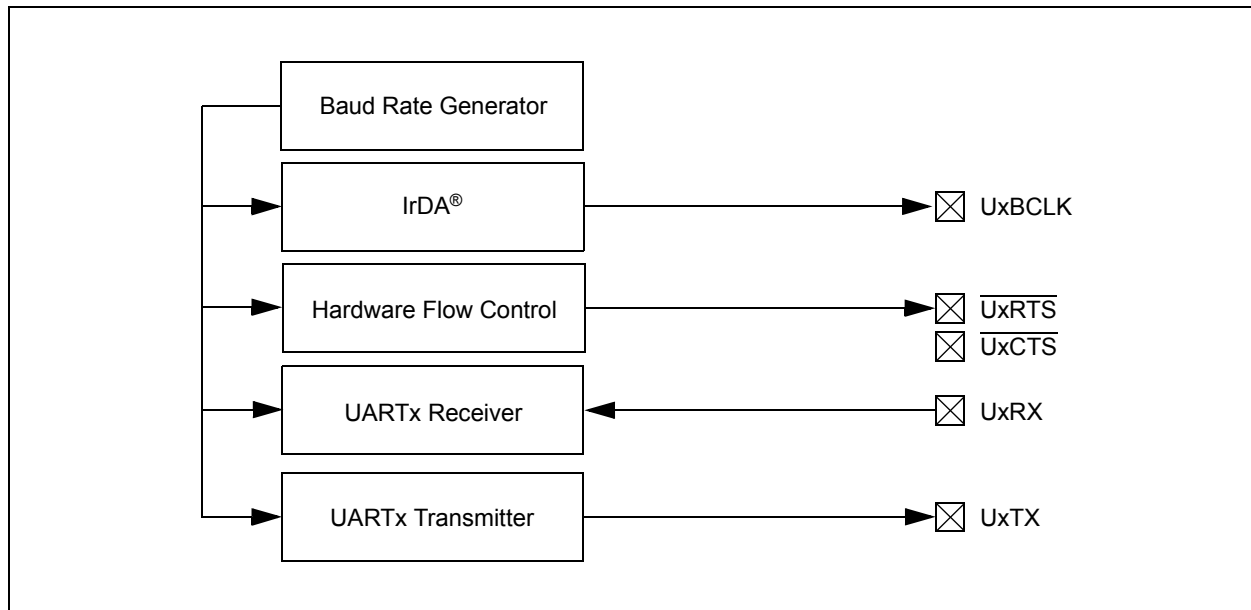 Baud Rate Generator
IrDA®
UxBCLK
Hardware Flow Control
UxRTS
UxCTS
UARTx Receiver
UxRX
UARTx Transmitter
UxTX